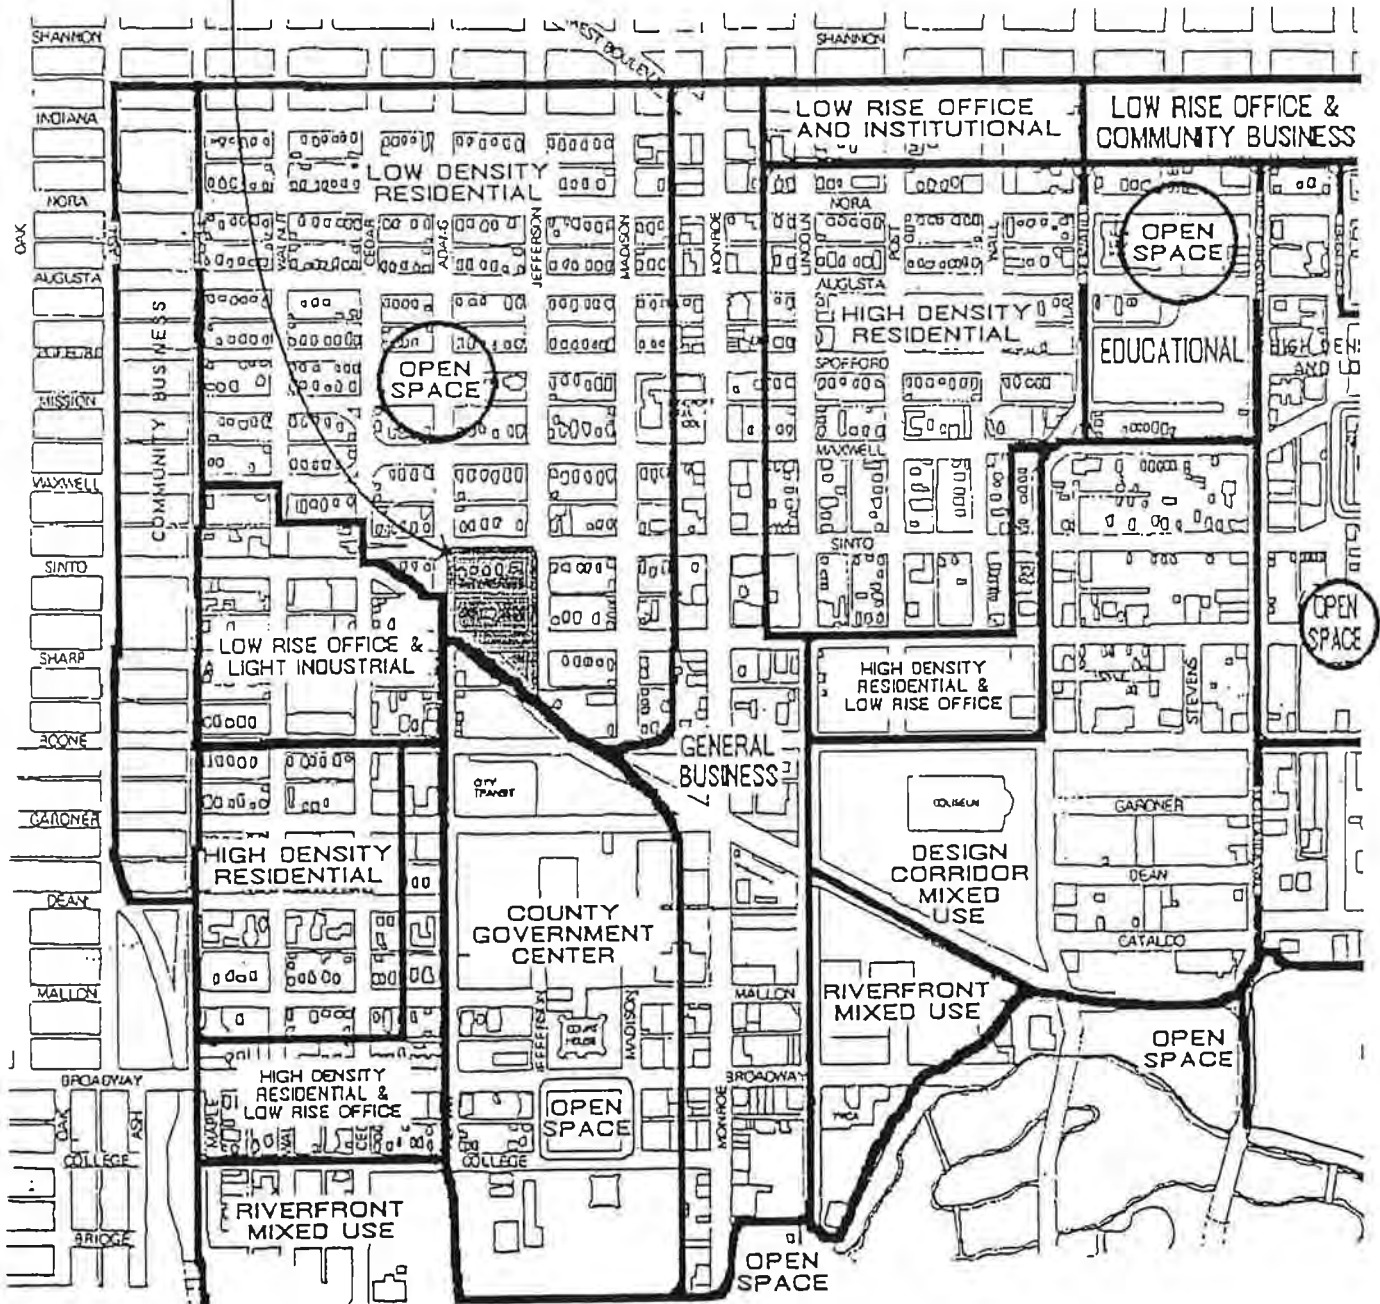 SHANNON
SHANNON
INDIANA
LOW RISE OFFICE
AND INSTITUTIONAL
LOW RISE OFFICE &
COMMUNITY BUSINESS
LOW DENSITY
RESIDENTIAL
NORA
NORA
OAK
ASH
WALNUT
CEDAR
ADAMS
JEFFERSON
MADISON
MONROE
LINCOLN
POST
WALL
OPEN
SPACE
AUGUSTA
AUGUSTA
COMMUNITY BUSINESS
HIGH DENSITY
RESIDENTIAL
EDUCATIONAL
SPOFFORD
OPEN
SPACE
MISSION
MAXWELL
MAXWELL
SINTO
SINTO
OPEN
SPACE
LOW RISE OFFICE &
LIGHT INDUSTRIAL
SHARP
HIGH DENSITY
RESIDENTIAL &
LOW RISE OFFICE
STEVENS
BOONE
GENERAL
BUSINESS
CITY
TRANSIT
COLISEUM
GARDNER
GARDNER
HIGH DENSITY
RESIDENTIAL
DESIGN
CORRIDOR
MIXED
USE
DEAN
DEAN
COUNTY
GOVERNMENT
CENTER
CATALDO
MALLON
MALLON
JEFFERSON
MADISON
RIVERFRONT
MIXED USE
OPEN
SPACE
BROADWAY
BROADWAY
HIGH DENSITY
RESIDENTIAL &
LOW RISE OFFICE
OPEN
SPACE
OAK
ASH
MAPLE
MONROE
YWCA
COLLEGE
COLLEGE
RIVERFRONT
MIXED USE
BRIDGE
OPEN
SPACE